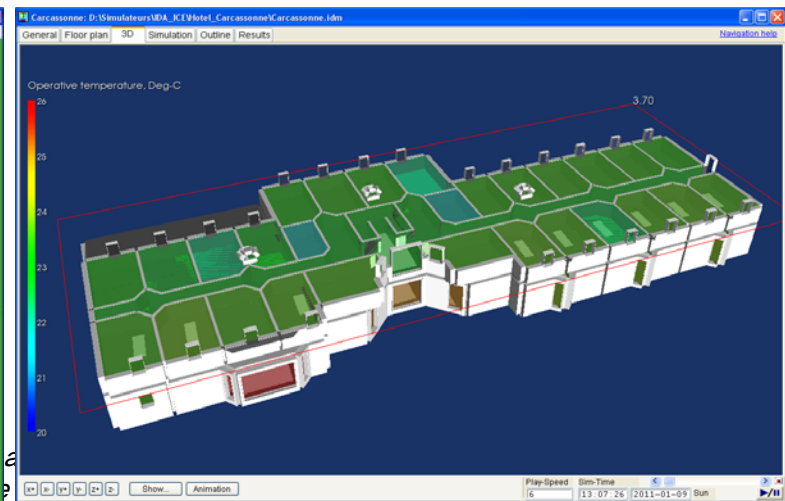 Carcassonne: D:\Simulateurs\IDA_ICE\Hotel_Carcassonne\Carcassonne.idm
General Floor plan 3D Simulation Outline Results Navigation help
Operative temperature, Deg-C
3.70
26
25
24
23
22
21
20
a
e
x+ x- y+ y- z+ z- Show... Animation
Play-Speed Sim-Time
6 13:07:26 2011-01-09 Sun